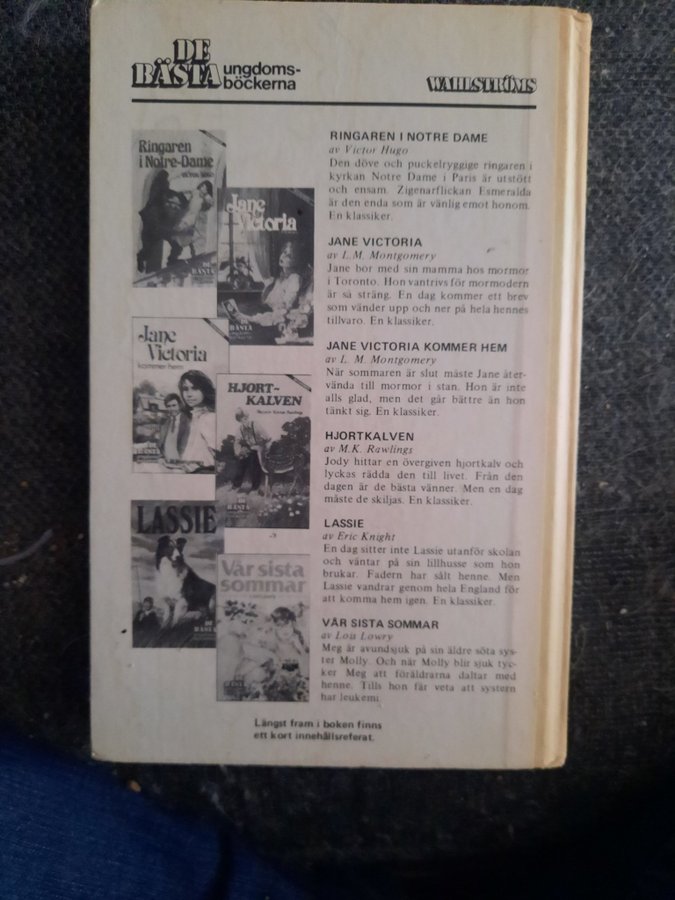 DE BÄSTA ungdoms-böckerna
WAHLSTRÖMS
Ringaren i Notre-Dame
Jane Victoria
DE BÄSTA
Jane Victoria
kommer hem
HJORT-KALVEN
DE BÄSTA
LASSIE
Vår sista sommar
RINGAREN I NOTRE DAME
av Victor Hugo
Den döve och puckelryggige ringaren i
kyrkan Notre Dame i Paris är utstött
och ensam. Zigenarflickan Esmeralda
är den enda som är vänlig emot honom.
En klassiker.
JANE VICTORIA
av L. M. Montgomery
Jane bor med sin mamma hos mormor
i Toronto. Hon vantrivs för mormodern
är så sträng. En dag kommer ett brev
som vänder upp och ner på hela hennes
tillvaro. En klassiker.
JANE VICTORIA KOMMER HEM
av L. M. Montgomery
När sommaren är slut måste Jane åter-
vända till mormor i stan. Hon är inte
alls glad, men det går bättre än hon
tänkt sig. En klassiker.
HJORTKALVEN
av M.K. Rawlings
Jody hittar en övergiven hjortkalv och
lyckas rädda den till livet. Från den
dagen är de bästa vänner. Men en dag
måste de skiljas. En klassiker.
LASSIE
av Eric Knight
En dag sitter inte Lassie utanför skolan
och väntar på sin lillhusse som hon
brukar. Fadern har sålt henne. Men
Lassie vandrar genom hela England för
att komma hem igen. En klassiker.
VÅR SISTA SOMMAR
av Lois Lowry
Meg är avundsjuk på sin äldre söta sys-
ter Molly. Och när Molly blir sjuk tyc-
ker Meg att föräldrarna daltar med
henne. Tills hon får veta att systern
har leukemi.
Längst fram i boken finns
ett kort innehållsreferat.